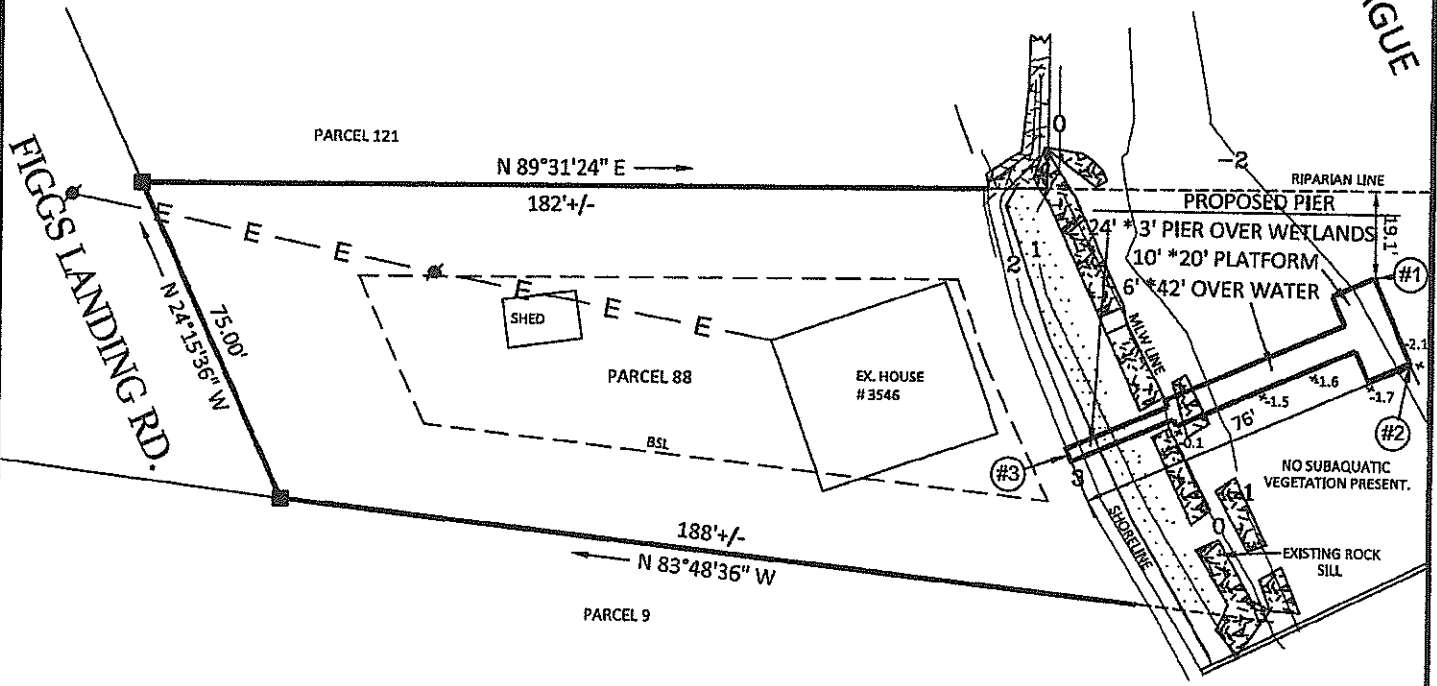 GUE
PARCEL 121
N 89°31'24" E
182'+/-
FIGGS LANDING RD.
N 24°15'36" W
75.00'
E
E
E
E
E
E
SHED
PARCEL 88
EX. HOUSE
# 3546
BSL
188'+/-
N 83°48'36" W
PARCEL 9
0
-2
RIPARIAN LINE
19.1'
PROPOSED PIER
24' * 3' PIER OVER WETLANDS
10' *20' PLATFORM
6' *42' OVER WATER
#1
2
1
MLW LINE
-2.1
-1.7
-1.6
-1.5
#2
76'
-0.1
#3
3
NO SUBAQUATIC
VEGETATION PRESENT.
-1
0
SHORELINE
EXISTING ROCK
SILL